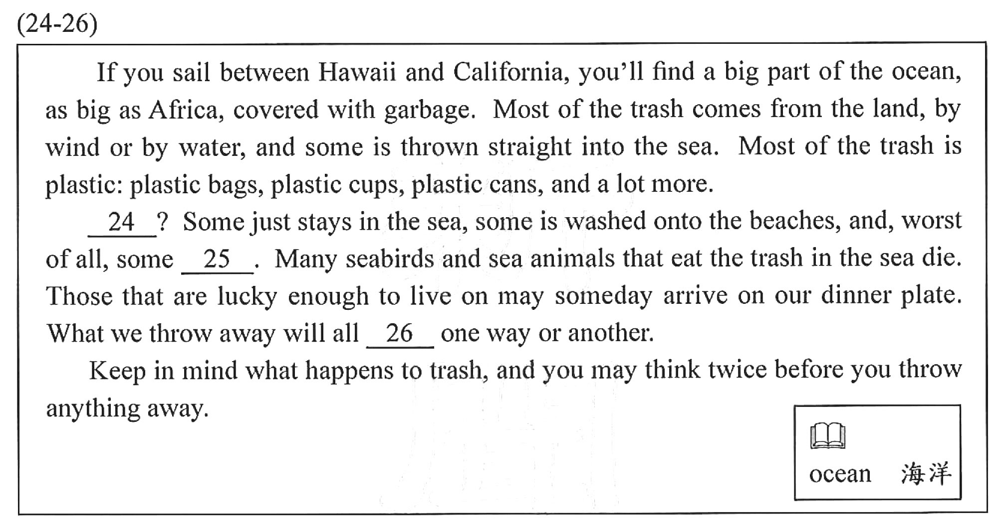 (24-26)
If you sail between Hawaii and California, you’ll find a big part of the ocean,
as big as Africa, covered with garbage. Most of the trash comes from the land, by
wind or by water, and some is thrown straight into the sea. Most of the trash is
plastic: plastic bags, plastic cups, plastic cans, and a lot more.
24 ? Some just stays in the sea, some is washed onto the beaches, and, worst
of all, some 25 . Many seabirds and sea animals that eat the trash in the sea die.
Those that are lucky enough to live on may someday arrive on our dinner plate.
What we throw away will all 26 one way or another.
Keep in mind what happens to trash, and you may think twice before you throw
anything away.
ocean 海洋